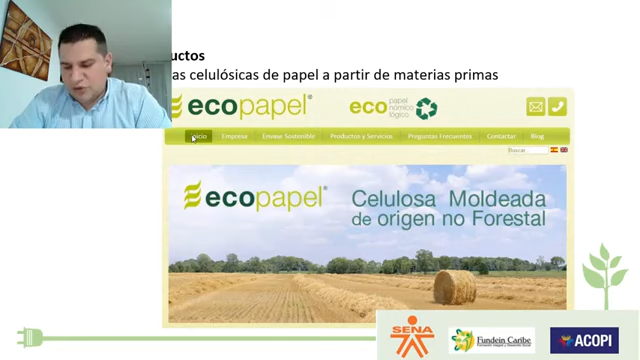 uctos
as celulósicas de papel a partir de materias primas
ecopapel®
eco papel
nómico
lógico
Inicio Empresa Envase Sostenible Productos y Servicios Preguntas Frecuentes Contactar Blog
Buscar...
ecopapel®
Celulosa Moldeada
de origen no Forestal
SENA
Fundein Caribe
ACOPI